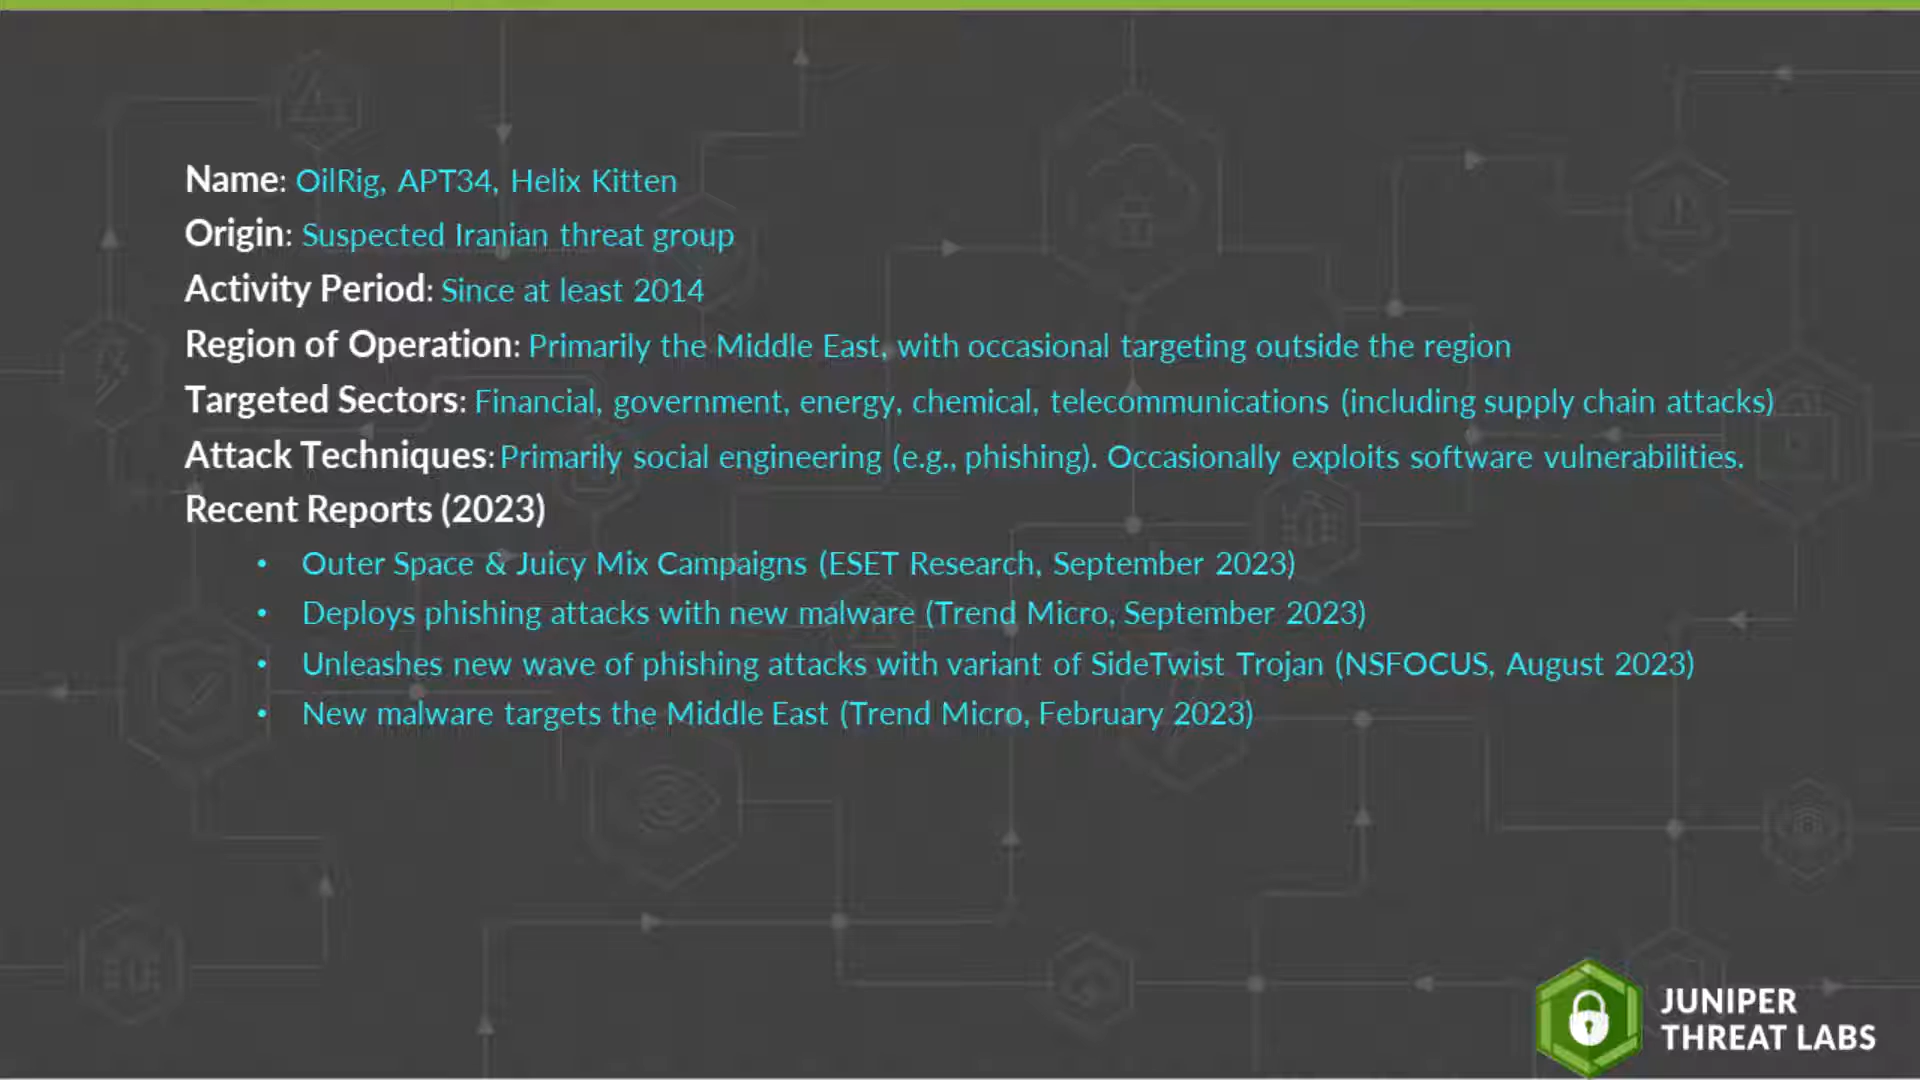 Name: OilRig, APT34, Helix Kitten
Origin: Suspected Iranian threat group
Activity Period: Since at least 2014
Region of Operation: Primarily the Middle East, with occasional targeting outside the region
Targeted Sectors: Financial, government, energy, chemical, telecommunications (including supply chain attacks)
Attack Techniques: Primarily social engineering (e.g., phishing). Occasionally exploits software vulnerabilities.
Recent Reports (2023)
• Outer Space & Juicy Mix Campaigns (ESET Research, September 2023)
• Deploys phishing attacks with new malware (Trend Micro, September 2023)
• Unleashes new wave of phishing attacks with variant of SideTwist Trojan (NSFOCUS, August 2023)
• New malware targets the Middle East (Trend Micro, February 2023)
JUNIPER
THREAT LABS